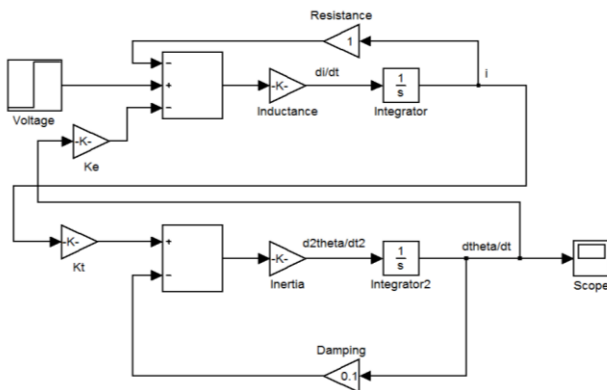 Resistance
1
−
+
−
-K-
di/dt
1
s
i
Voltage
Inductance
Integrator
-K-
Ke
-K-
Kt
+
−
-K-
d2theta/dt2
1
s
dtheta/dt
Inertia
Integrator2
Scope
Damping
0.1